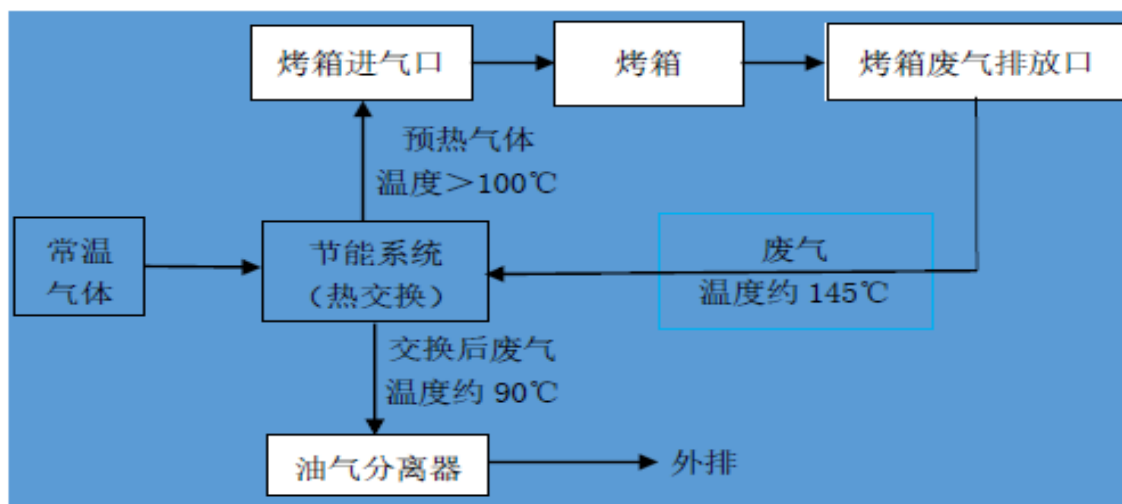 烤箱进气口
烤箱
烤箱废气排放口
预热气体
温度＞100℃
常温
气体
节能系统
（热交换）
废气
温度约 145℃
交换后废气
温度约 90℃
油气分离器
外排